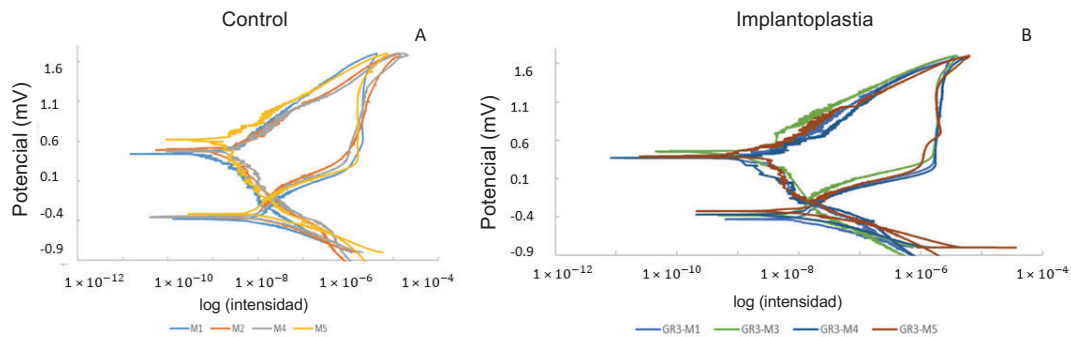 Control
A
Potencial (mV)
1.6
1.1
0.6
0.1
-0.4
-0.9
1 × 10⁻¹²
1 × 10⁻¹⁰
1 × 10⁻⁸
1 × 10⁻⁶
1 × 10⁻⁴
log (intensidad)
M1 M2 M4 M5
Implantoplastia
B
Potencial (mV)
1.6
1.1
0.6
0.1
-0.4
-0.9
1 × 10⁻¹²
1 × 10⁻¹⁰
1 × 10⁻⁸
1 × 10⁻⁶
1 × 10⁻⁴
log (intensidad)
GR3-M1 GR3-M3 GR3-M4 GR3-M5